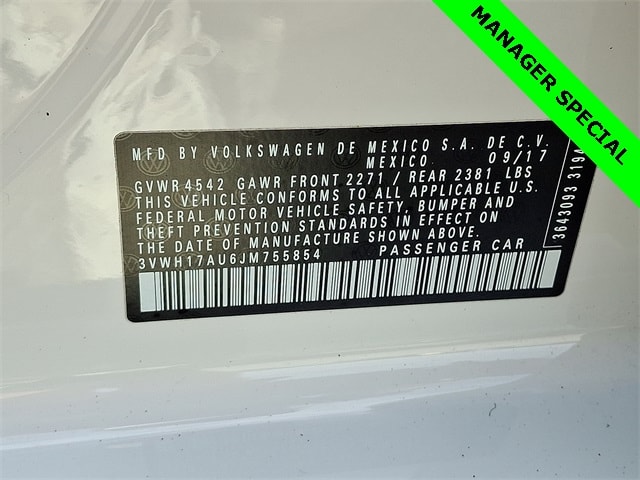 MANAGER SPECIAL
MFD BY VOLKSWAGEN DE MEXICO S.A. DE C.V.
MEXICO 09/17
GVWR 4542 GAWR FRONT 2271 / REAR 2381 LBS
THIS VEHICLE CONFORMS TO ALL APPLICABLE U.S.
FEDERAL MOTOR VEHICLE SAFETY, BUMPER AND
THEFT PREVENTION STANDARDS IN EFFECT ON
THE DATE OF MANUFACTURE SHOWN ABOVE.
3VWH17AU6JM755854 PASSENGER CAR
3643093